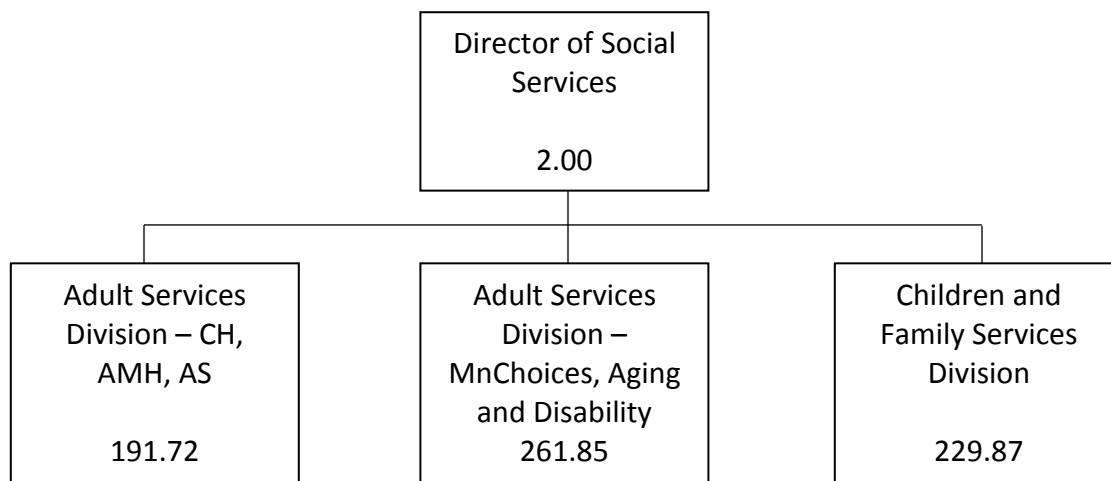 Director of Social
Services
2.00
Adult Services
Division – CH,
AMH, AS
191.72
Adult Services
Division –
MnChoices, Aging
and Disability
261.85
Children and
Family Services
Division
229.87